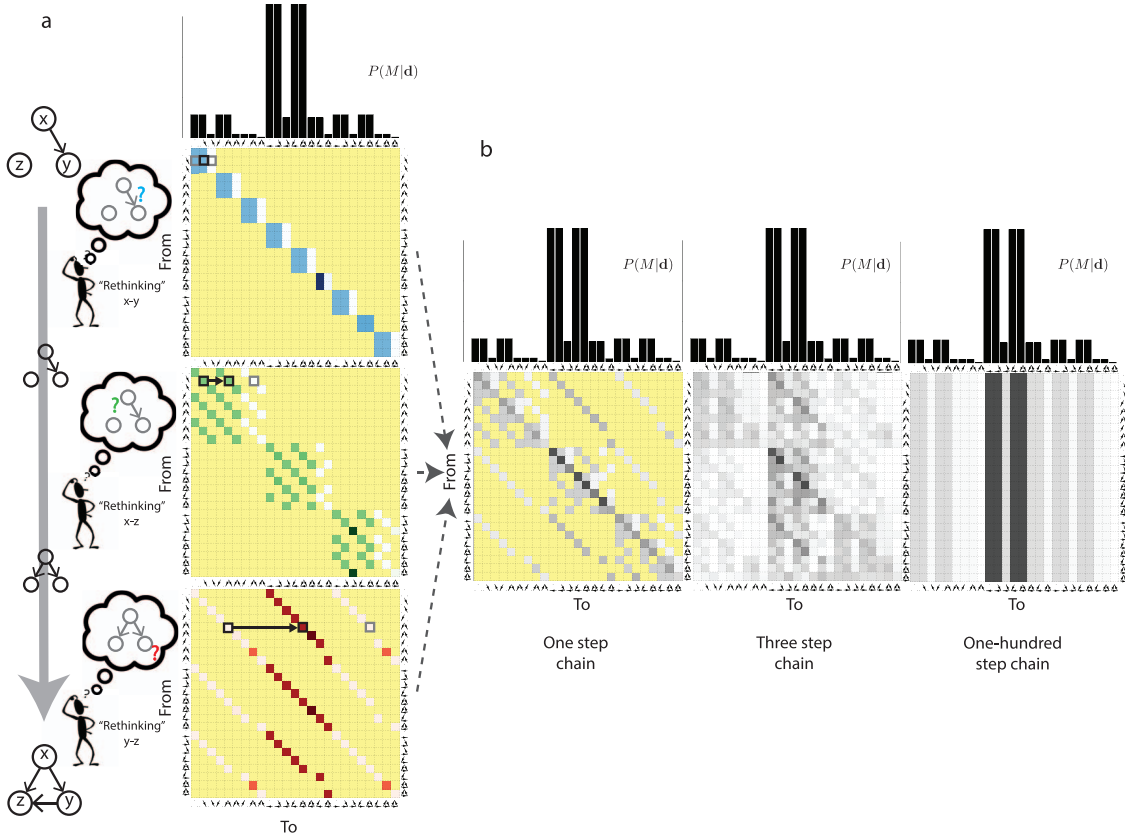 a
P(M|d)
x
z
y
?
From
"Rethinking"
x-y
?
?
From
"Rethinking"
x-z
?
?
From
"Rethinking"
y-z
?
x
z
y
To
b
P(M|d)
P(M|d)
P(M|d)
From
To
To
To
One step
chain
Three step
chain
One-hundred
step chain